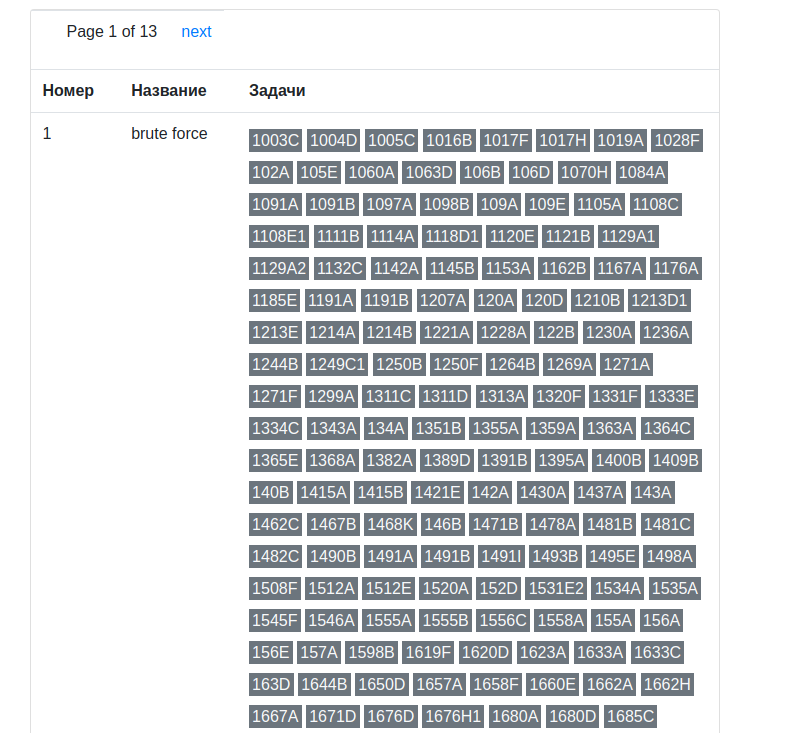 Page 1 of 13 next
Номер Название Задачи
1 brute force 1003C 1004D 1005C 1016B 1017F 1017H 1019A 1028F
102A 105E 1060A 1063D 106B 106D 1070H 1084A
1091A 1091B 1097A 1098B 109A 109E 1105A 1108C
1108E1 1111B 1114A 1118D1 1120E 1121B 1129A1
1129A2 1132C 1142A 1145B 1153A 1162B 1167A 1176A
1185E 1191A 1191B 1207A 120A 120D 1210B 1213D1
1213E 1214A 1214B 1221A 1228A 122B 1230A 1236A
1244B 1249C1 1250B 1250F 1264B 1269A 1271A
1271F 1299A 1311C 1311D 1313A 1320F 1331F 1333E
1334C 1343A 134A 1351B 1355A 1359A 1363A 1364C
1365E 1368A 1382A 1389D 1391B 1395A 1400B 1409B
140B 1415A 1415B 1421E 142A 1430A 1437A 143A
1462C 1467B 1468K 146B 1471B 1478A 1481B 1481C
1482C 1490B 1491A 1491B 1491I 1493B 1495E 1498A
1508F 1512A 1512E 1520A 152D 1531E2 1534A 1535A
1545F 1546A 1555A 1555B 1556C 1558A 155A 156A
156E 157A 1598B 1619F 1620D 1623A 1633A 1633C
163D 1644B 1650D 1657A 1658F 1660E 1662A 1662H
1667A 1671D 1676D 1676H1 1680A 1680D 1685C